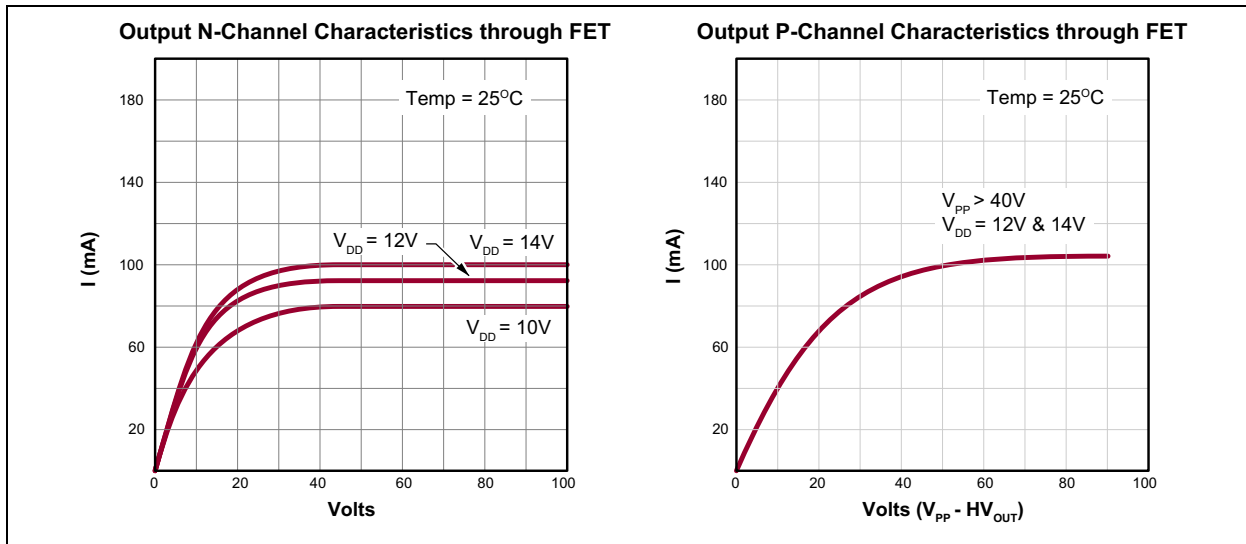 Output N-Channel Characteristics through FET
180
140
100
60
20
I (mA)
Temp = 25°C
V_DD = 12V
V_DD = 14V
V_DD = 10V
0
20
40
60
80
100
Volts
Output P-Channel Characteristics through FET
180
140
100
60
20
I (mA)
Temp = 25°C
V_PP > 40V
V_DD = 12V & 14V
0
20
40
60
80
100
Volts (V_PP - HV_OUT)